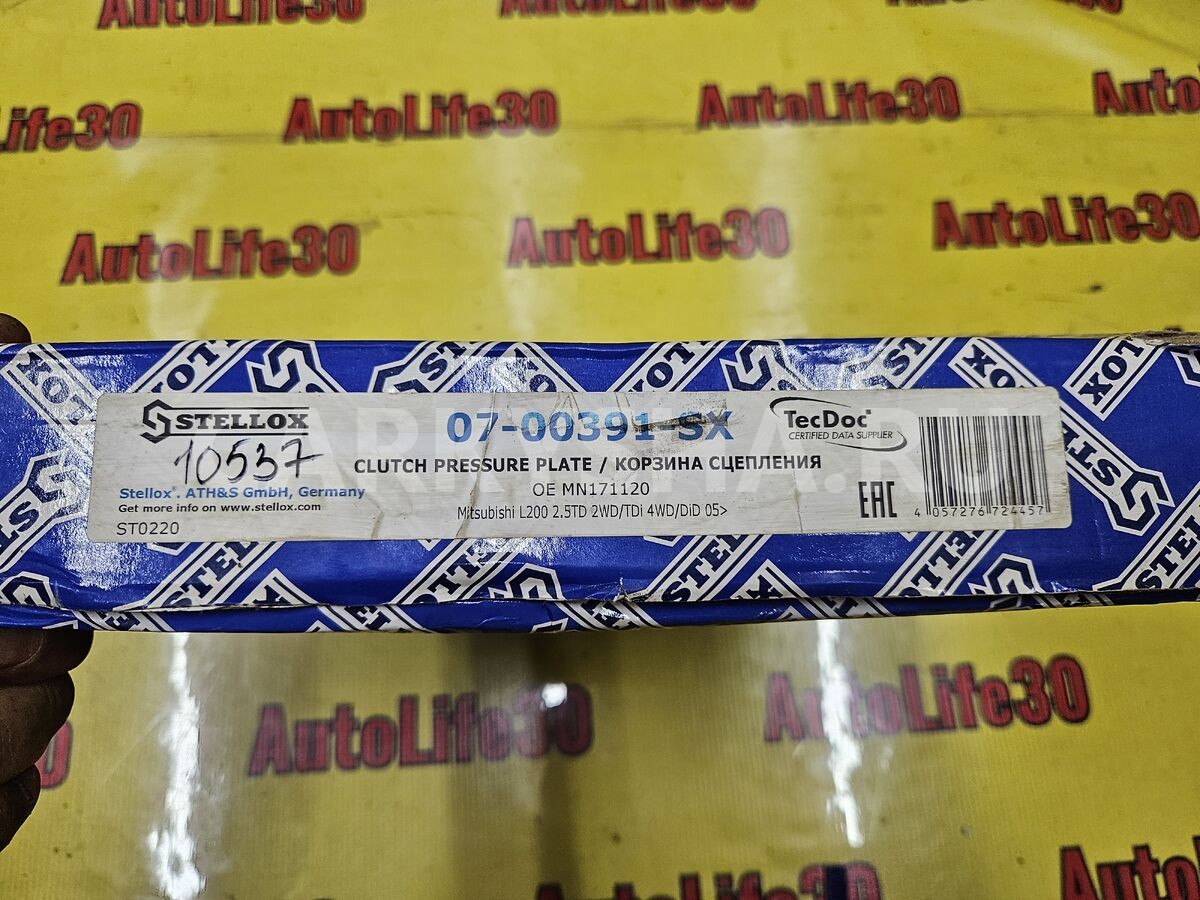 AutoLife30
AutoLife30 AutoLife30
AutoLife30 AutoLife30 AutoLife30
STELLOX
07-00391-SX
TecDoc
CERTIFIED DATA SUPPLIER
10537
CLUTCH PRESSURE PLATE / КОРЗИНА СЦЕПЛЕНИЯ
Stellox®. ATH&S GmbH, Germany
OE MN171120
EAC
Get more info on www.stellox.com
Mitsubishi L200 2.5TD 2WD/TDi 4WD/DiD 05>
4 057276 724457
ST0220
AutoLife30 AutoLife30